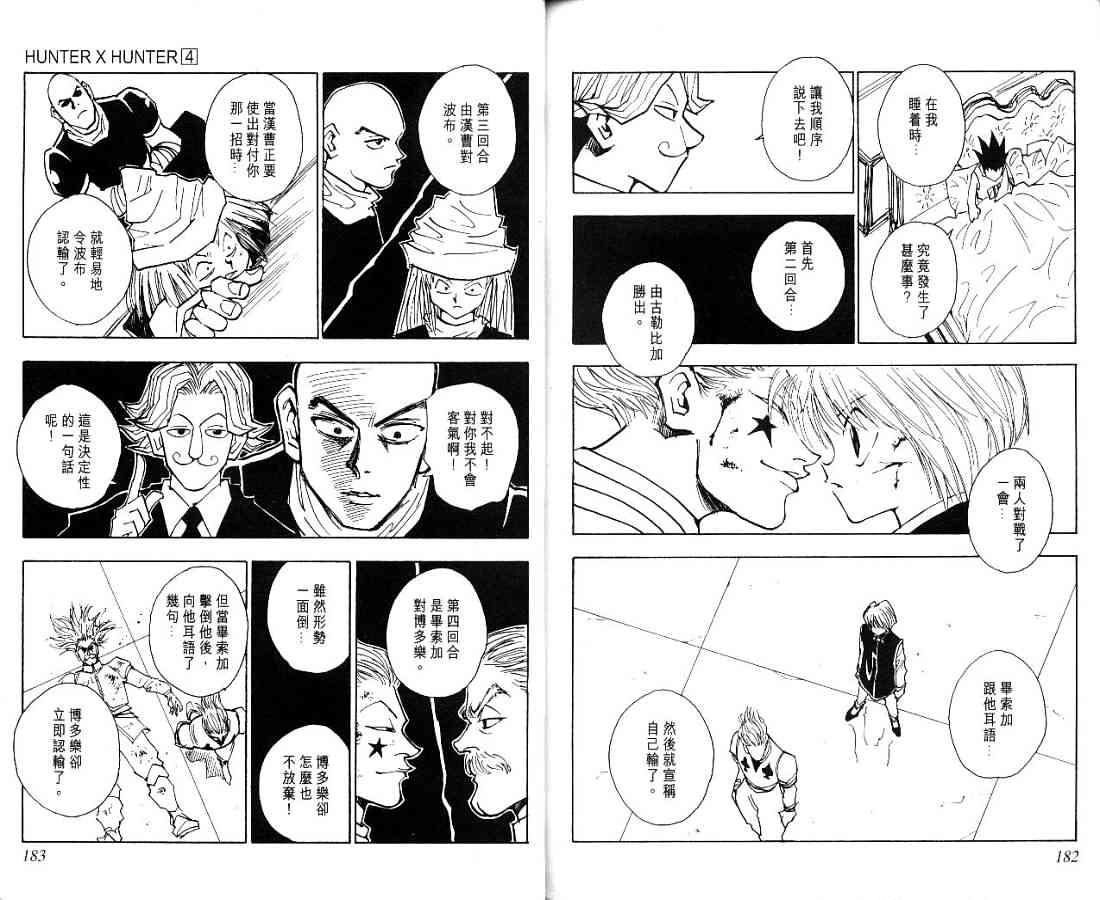 HUNTER X HUNTER 4
在我
睡着時…
究竟發生了
甚麼事?
讓我順序
説下去吧!
首先
第二回合…
由古勒比加
勝出。
兩人對戰了
一會…
畢索加
跟他耳語…
然後就宣稱
自己輸了。
182
第三回合
由漢曹對
波布。
當漢曹正要
使出對付你
那一招時…
就輕易地
令波布
認輸了。
對不起!
對你我不會
客氣啊!
這是決定性
的一句話
呢!
第四回合
是畢索加
對博多樂。
雖然形勢
一面倒…
博多樂卻
怎麼也
不放棄!
但當畢索加
擊倒他後,
向他耳語了
幾句…
博多樂卻
立即認輸了。
183